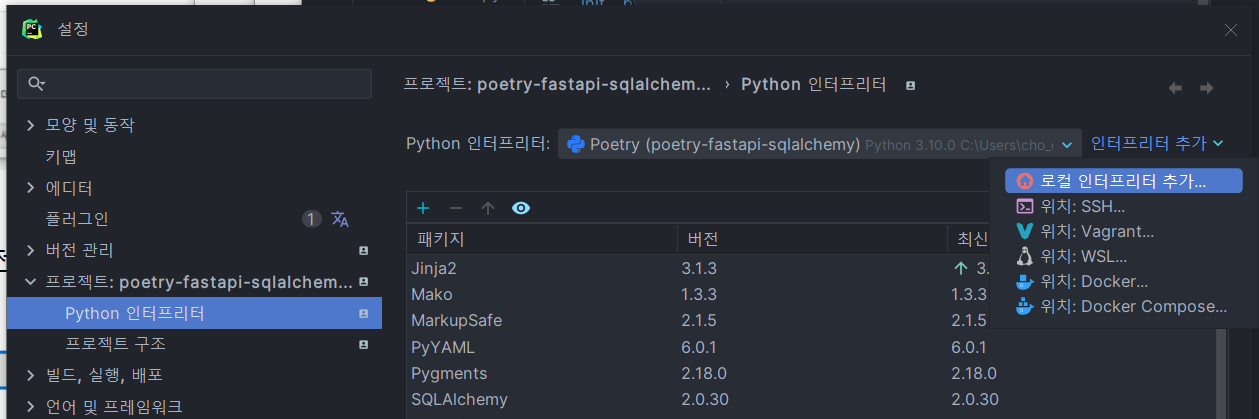 설정
프로젝트: poetry-fastapi-sqlalchem... › Python 인터프리터
모양 및 동작
키맵
에디터
플러그인 1
버전 관리
프로젝트: poetry-fastapi-sqlalchem...
Python 인터프리터
프로젝트 구조
빌드, 실행, 배포
언어 및 프레임워크
Python 인터프리터: Poetry (poetry-fastapi-sqlalchemy) Python 3.10.0 C:\Users\cho_ 인터프리터 추가
로컬 인터프리터 추가...
위치: SSH...
위치: Vagrant...
위치: WSL...
위치: Docker...
위치: Docker Compose...
패키지 버전 최신
Jinja2 3.1.3 3.
Mako 1.3.3 1.3.3
MarkupSafe 2.1.5 2.1.5
PyYAML 6.0.1 6.0.1
Pygments 2.18.0 2.18.0
SQLAlchemy 2.0.30 2.0.30